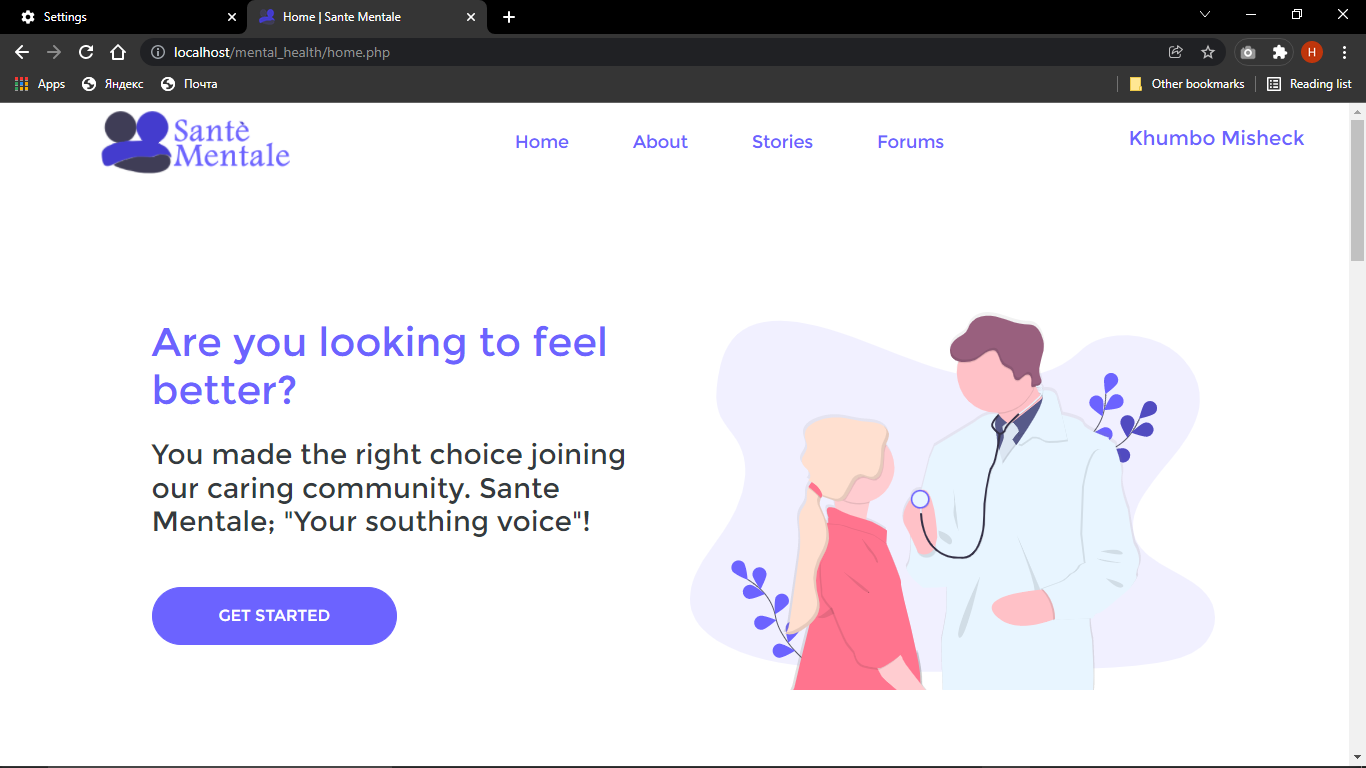 Settings
Home | Sante Mentale
localhost/mental_health/home.php
H
Apps
Яндекс
Почта
Other bookmarks
Reading list
Santè
Mentale
Home
About
Stories
Forums
Khumbo Misheck
Are you looking to feel
better?
You made the right choice joining
our caring community. Sante
Mentale; "Your southing voice"!
GET STARTED